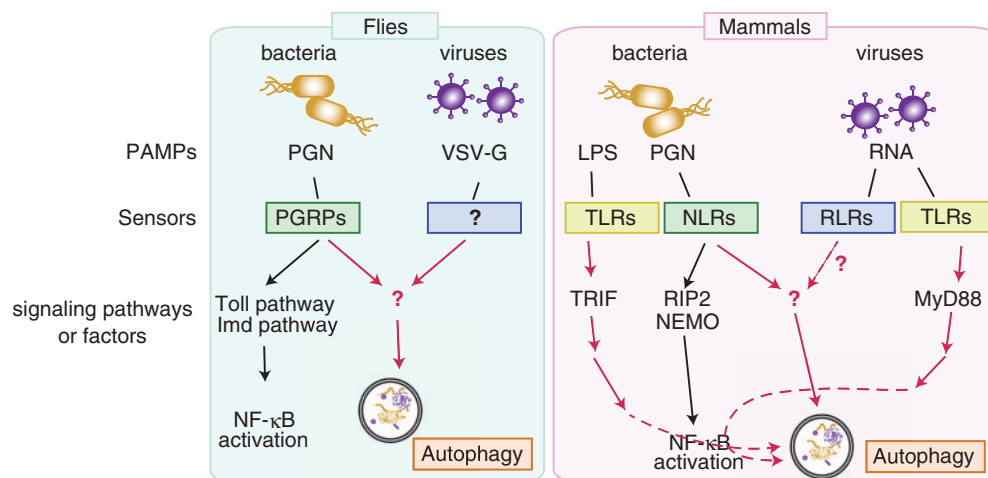 Flies
Mammals
bacteria
viruses
bacteria
viruses
PAMPs
PGN
VSV-G
LPS
PGN
RNA
Sensors
PGRPs
?
TLRs
NLRs
RLRs
TLRs
?
signaling pathways
or factors
Toll pathway
Imd pathway
?
TRIF
RIP2
NEMO
?
MyD88
NF-κB
activation
Autophagy
NF-κB
activation
Autophagy